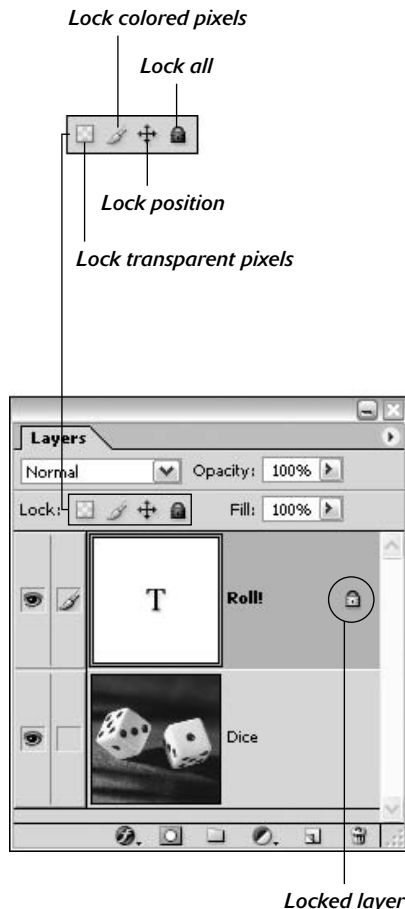 Lock colored pixels
Lock all
Lock position
Lock transparent pixels
Layers
Normal Opacity: 100%
Lock: Fill: 100%
T Roll!
Dice
Locked layer